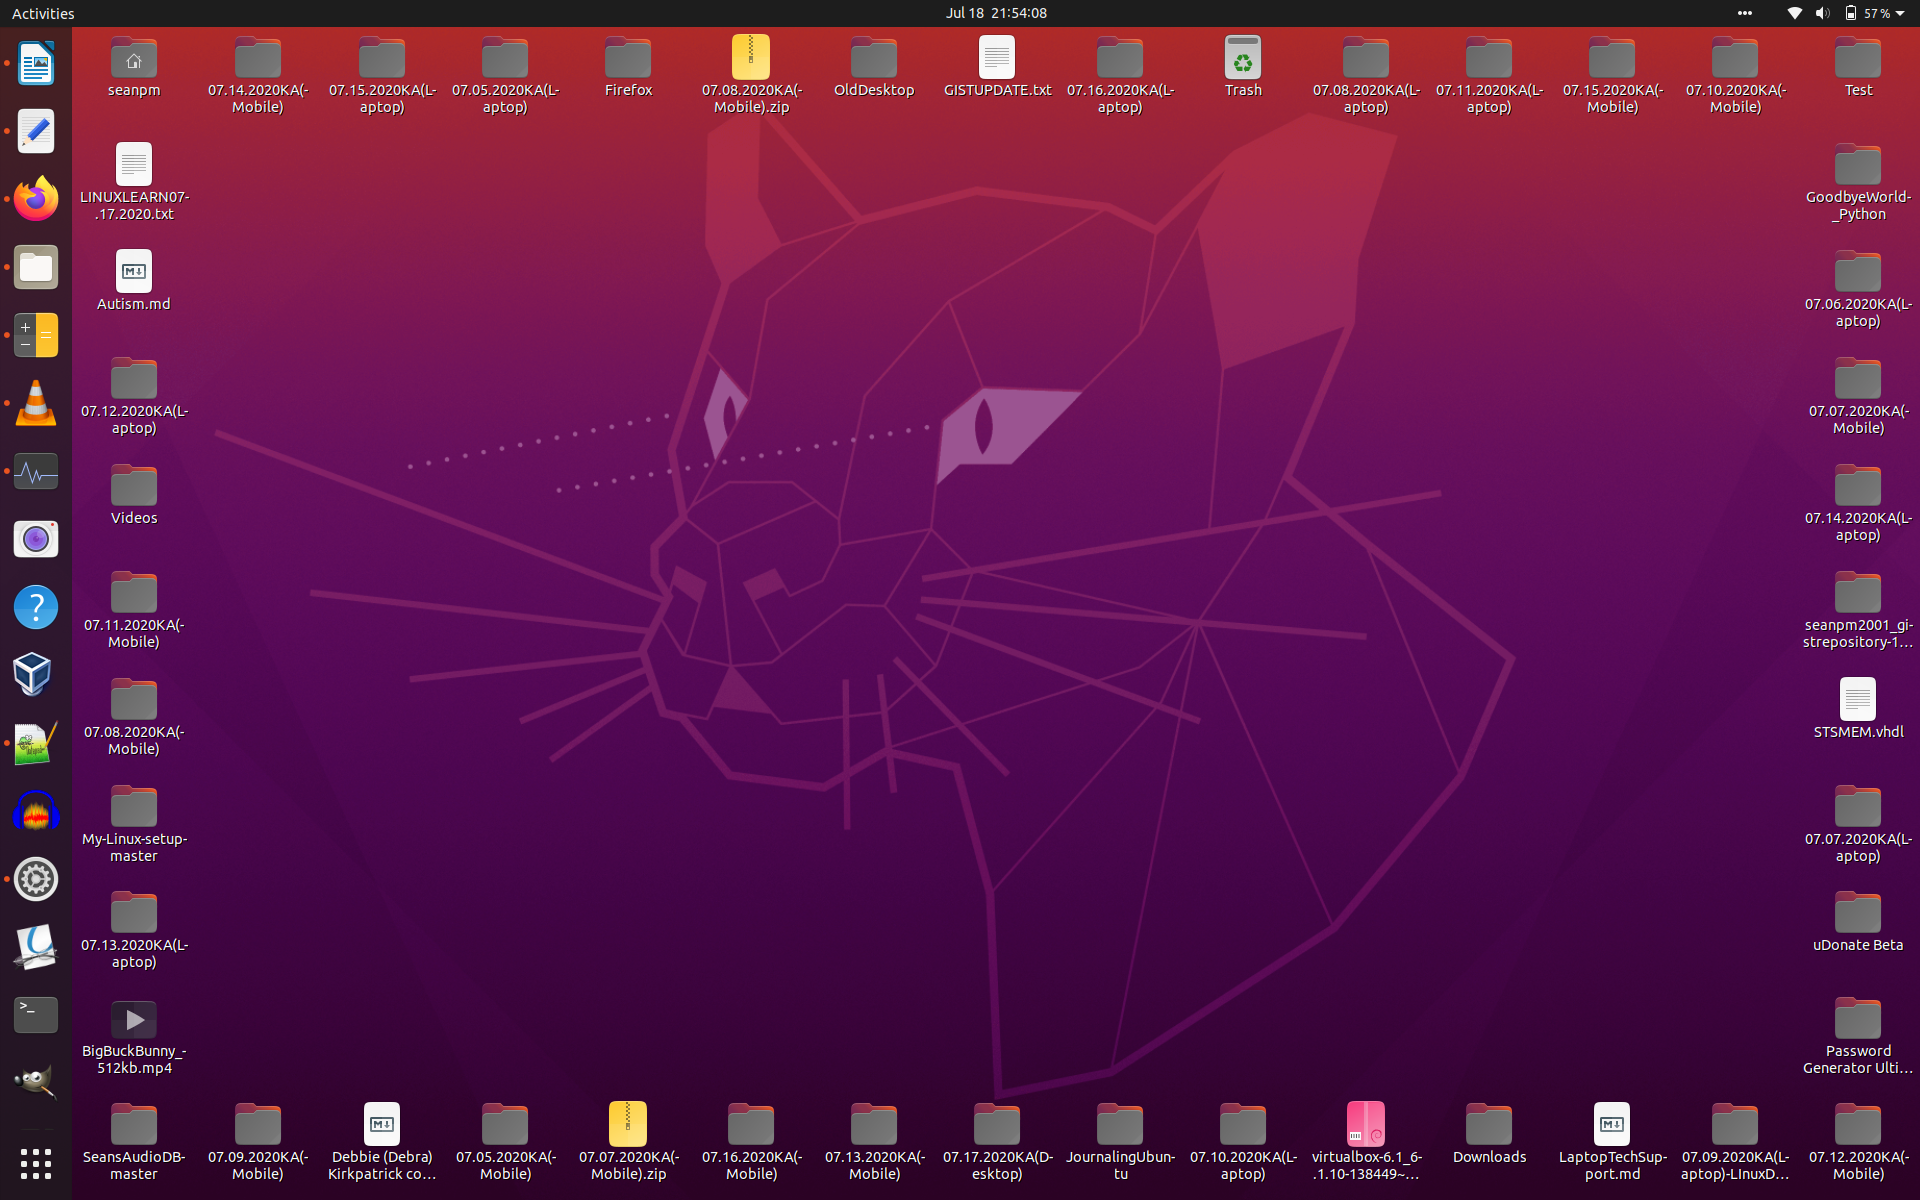 Activities
Jul 18 21:54:08
57 %
seanpm
07.14.2020KA(-
Mobile)
07.15.2020KA(L-
aptop)
07.05.2020KA(L-
aptop)
Firefox
07.08.2020KA(-
Mobile).zip
OldDesktop
GISTUPDATE.txt
07.16.2020KA(L-
aptop)
Trash
07.08.2020KA(L-
aptop)
07.11.2020KA(L-
aptop)
07.15.2020KA(-
Mobile)
07.10.2020KA(-
Mobile)
Test
LINUXLEARN07-
.17.2020.txt
GoodbyeWorld-
_Python
Autism.md
07.06.2020KA(L-
aptop)
07.12.2020KA(L-
aptop)
07.07.2020KA(-
Mobile)
Videos
07.14.2020KA(L-
aptop)
07.11.2020KA(-
Mobile)
seanpm2001_gi-
strepository-1...
07.08.2020KA(-
Mobile)
STSMEM.vhdl
My-Linux-setup-
master
07.07.2020KA(L-
aptop)
07.13.2020KA(L-
aptop)
uDonate Beta
BigBuckBunny_-
512kb.mp4
Password
Generator Ulti...
SeansAudioDB-
master
07.09.2020KA(-
Mobile)
Debbie (Debra)
Kirkpatrick co...
07.05.2020KA(-
Mobile)
07.07.2020KA(-
Mobile).zip
07.16.2020KA(-
Mobile)
07.13.2020KA(-
Mobile)
07.17.2020KA(D-
esktop)
JournalingUbun-
tu
07.10.2020KA(L-
aptop)
virtualbox-6.1_6-
.1.10-138449~...
Downloads
LaptopTechSup-
port.md
07.09.2020KA(L-
aptop)-LInuxD...
07.12.2020KA(-
Mobile)